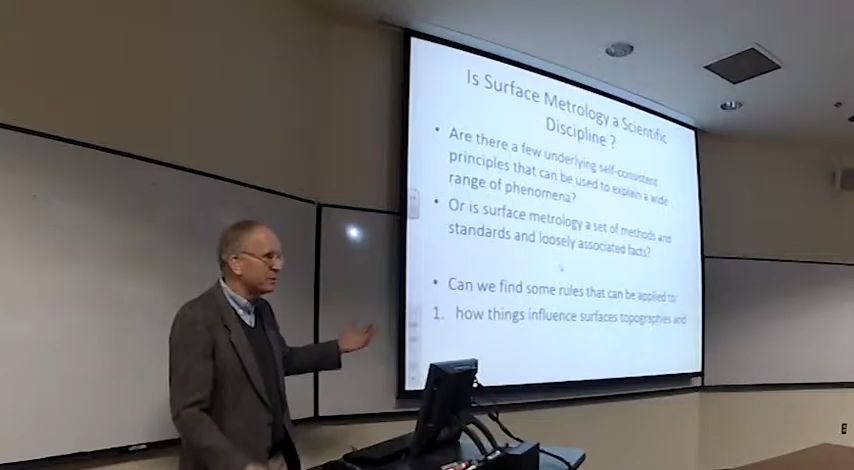 Is Surface Metrology a Scientific
Discipline ?
• Are there a few underlying self-consistent
principles that can be used to explain a wide
range of phenomena?
• Or is surface metrology a set of methods and
standards, and loosely associated facts?
• Can we find some rules that can be applied to:
1. how things influence surfaces topographies and